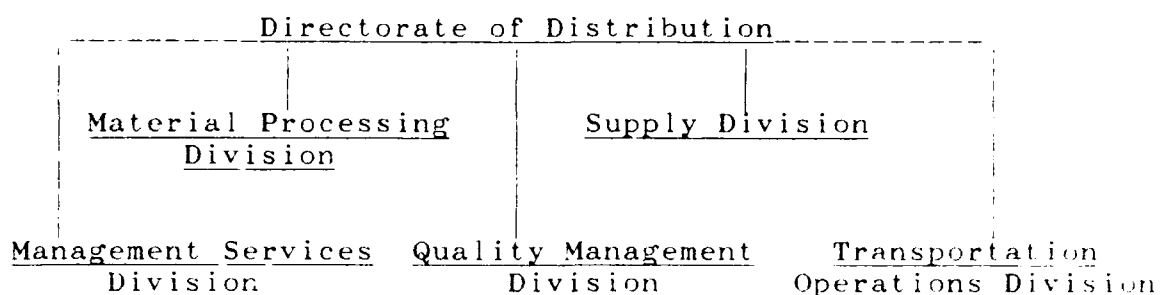 Directorate of Distribution
Material Processing
Division
Supply Division
Management Services
Division
Quality Management
Division
Transportation
Operations Division